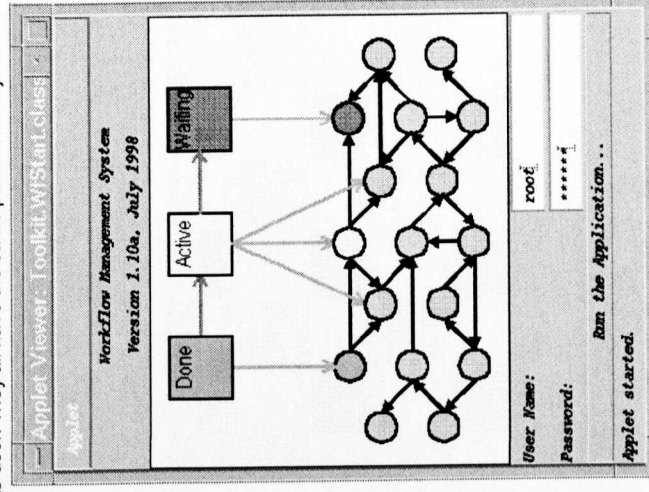 Applet Viewer: Toolkit.WfStart.class
Applet
Workflow Management System
Version 1.10a, July 1998
Done
Active
Waiting
User Name:
root
Password:
******
Run the Application...
Applet started.